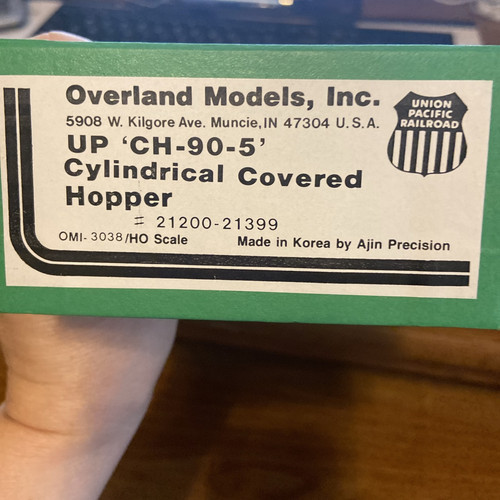 Overland Models, Inc.
5908 W. Kilgore Ave. Muncie, IN 47304 U.S.A.
UP ‘CH-90-5’
Cylindrical Covered
Hopper
= 21200-21399
OMI- 3038/HO Scale Made in Korea by Ajin Precision
UNION
PACIFIC
RAILROAD